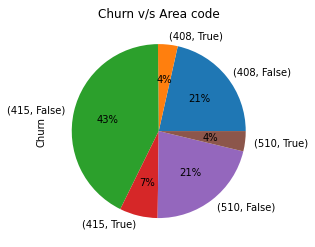 Churn v/s Area code
(408, True)
4%
(408, False)
21%
(415, False)
43%
Churn
4%
(510, True)
7%
21%
(510, False)
(415, True)